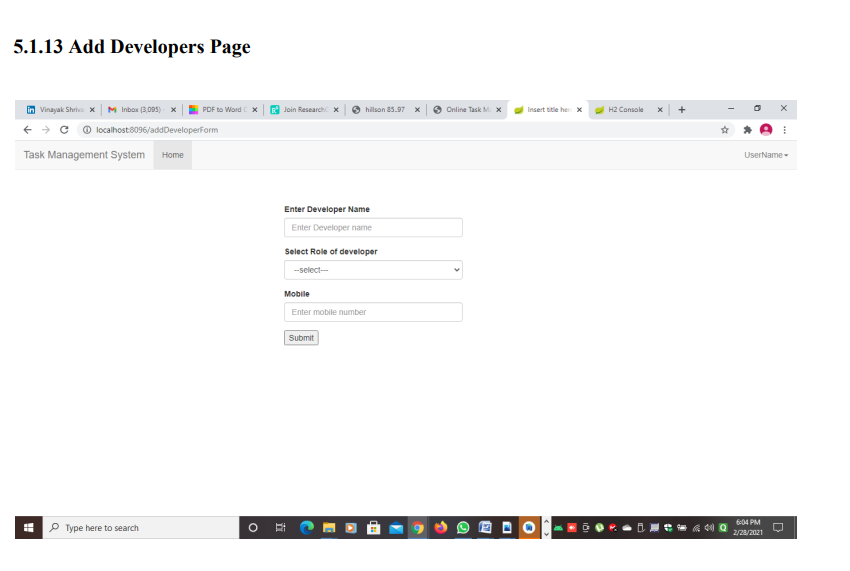 5.1.13 Add Developers Page
Vinayak Shriva Inbox (3,095) - PDF to Word C Join Research hillson 85.97 Online Task M Insert title her H2 Console
localhost:8096/addDeveloperForm
Task Management System Home UserName
Enter Developer Name
Enter Developer name
Select Role of developer
--select---
Mobile
Enter mobile number
Submit
Type here to search
6:04 PM
2/28/2021